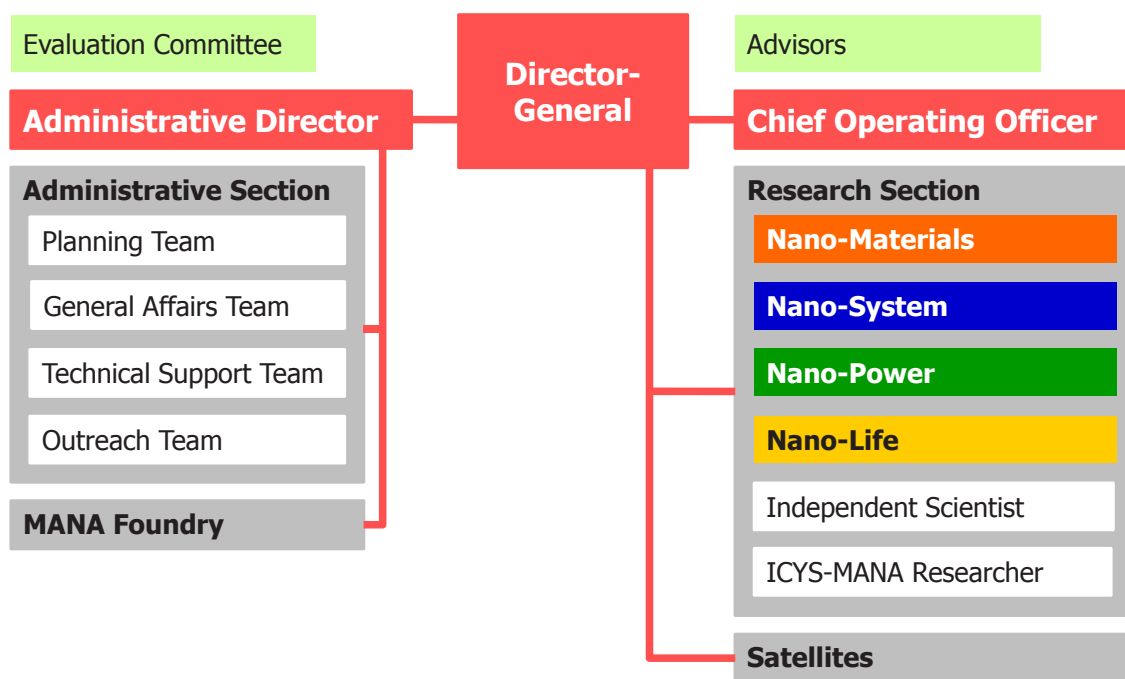 Evaluation Committee
Director-
General
Advisors
Administrative Director
Chief Operating Officer
Administrative Section
Planning Team
General Affairs Team
Technical Support Team
Outreach Team
MANA Foundry
Research Section
Nano-Materials
Nano-System
Nano-Power
Nano-Life
Independent Scientist
ICYS-MANA Researcher
Satellites